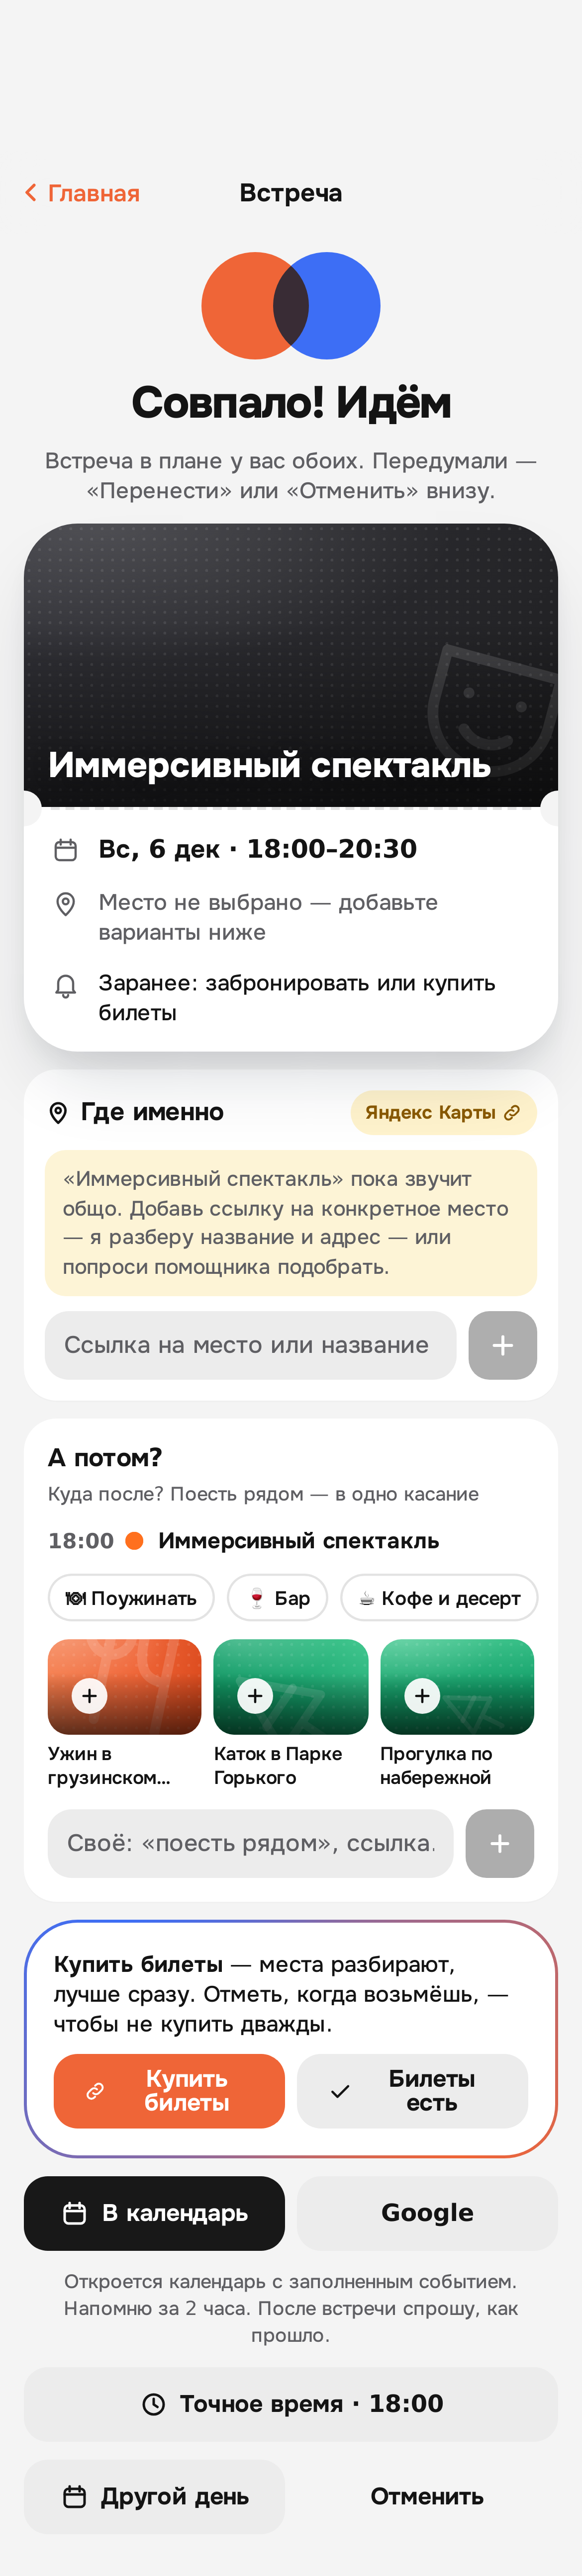 Главная
Встреча
Совпало! Идём
Встреча в плане у вас обоих. Передумали —
«Перенести» или «Отменить» внизу.
Иммерсивный спектакль
Вс, 6 дек · 18:00–20:30
Место не выбрано — добавьте
варианты ниже
Заранее: забронировать или купить
билеты
Где именно
Яндекс Карты
«Иммерсивный спектакль» пока звучит
общо. Добавь ссылку на конкретное место
— я разберу название и адрес — или
попроси помощника подобрать.
Ссылка на место или название
А потом?
Куда после? Поесть рядом — в одно касание
18:00 Иммерсивный спектакль
🍽 Поужинать
🍷 Бар
☕ Кофе и десерт
Ужин в
грузинском…
Каток в Парке
Горького
Прогулка по
набережной
Своё: «поесть рядом», ссылка.
Купить билеты — места разбирают,
лучше сразу. Отметь, когда возьмёшь, —
чтобы не купить дважды.
Купить
билеты
Билеты
есть
В календарь
Google
Откроется календарь с заполненным событием.
Напомню за 2 часа. После встречи спрошу, как
прошло.
Точное время · 18:00
Другой день
Отменить